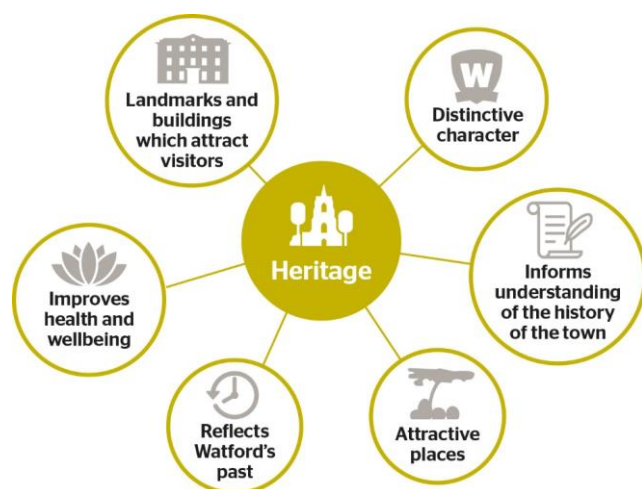 Landmarks and
buildings
which attract
visitors
W
Distinctive
character
Heritage
Informs
understanding
of the history
of the town
Improves
health and
wellbeing
Reflects
Watford's
past
Attractive
places